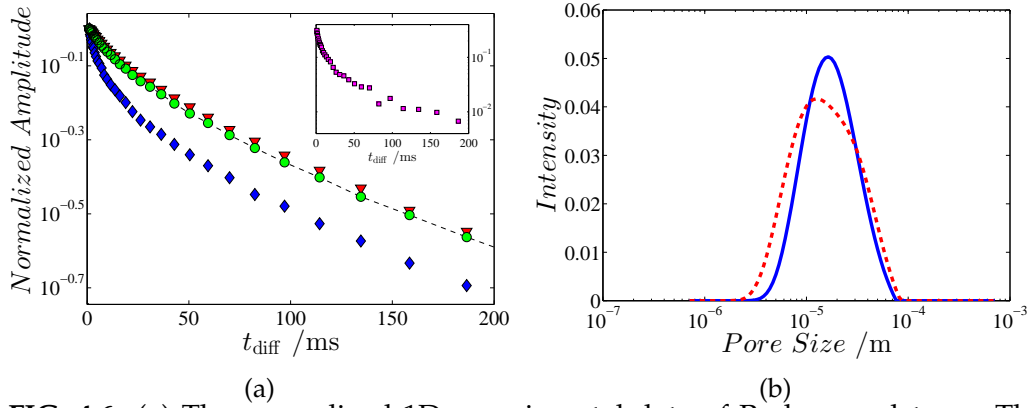 Normalized Amplitude
10^{-0.1}
10^{-0.3}
10^{-0.5}
10^{-0.7}
0 50 100 150 200
t_diff /ms
10^{-1}
10^{-2}
0 50 100 150 200
t_diff /ms
(a)
Intensity
0.06
0.05
0.04
0.03
0.02
0.01
0
10^{-7} 10^{-6} 10^{-5} 10^{-4} 10^{-3}
Pore Size /m
(b)